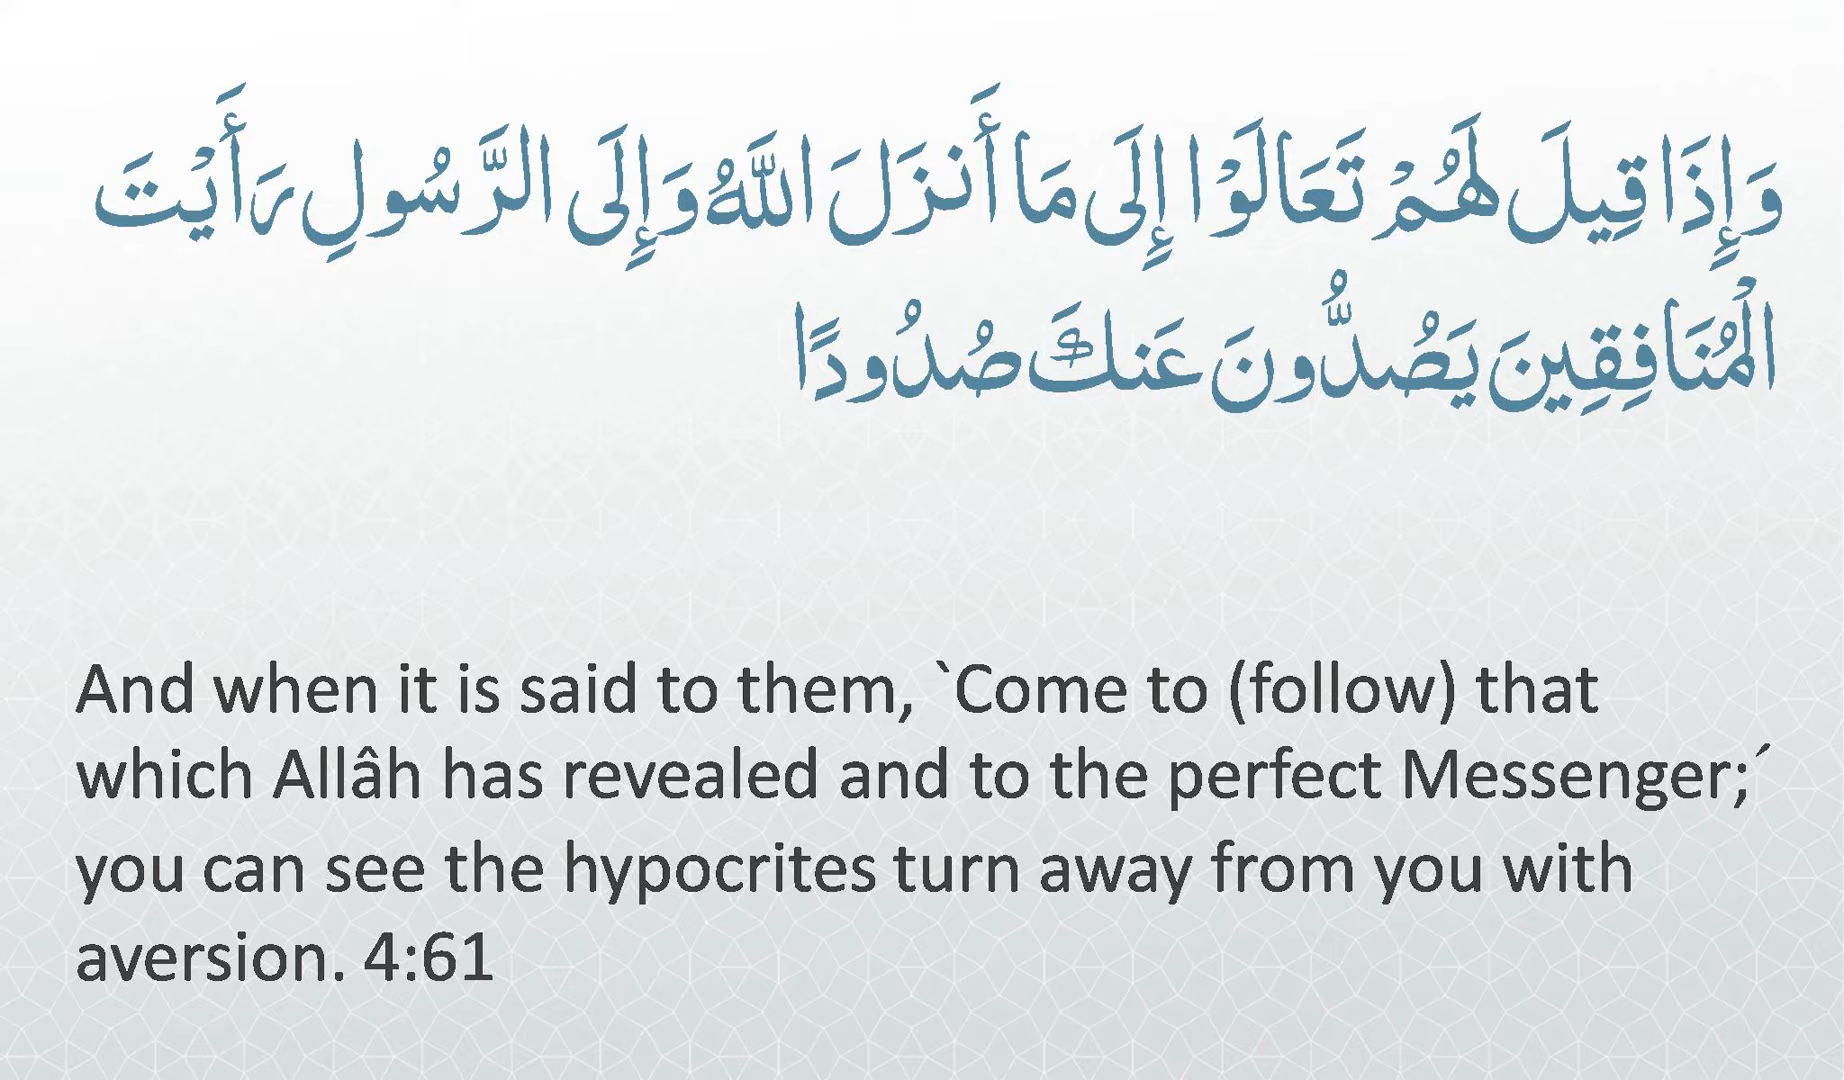 وَإِذَا قِيلَ لَهُمْ تَعَالَوْا إِلَى مَا أَنزَلَ اللَّهُ وَإِلَى الرَّسُولِ رَأَيْتَ
الْمُنَافِقِينَ يَصُدُّونَ عَنكَ صُدُودًا
And when it is said to them, `Come to (follow) that
which Allâh has revealed and to the perfect Messenger;´
you can see the hypocrites turn away from you with
aversion. 4:61